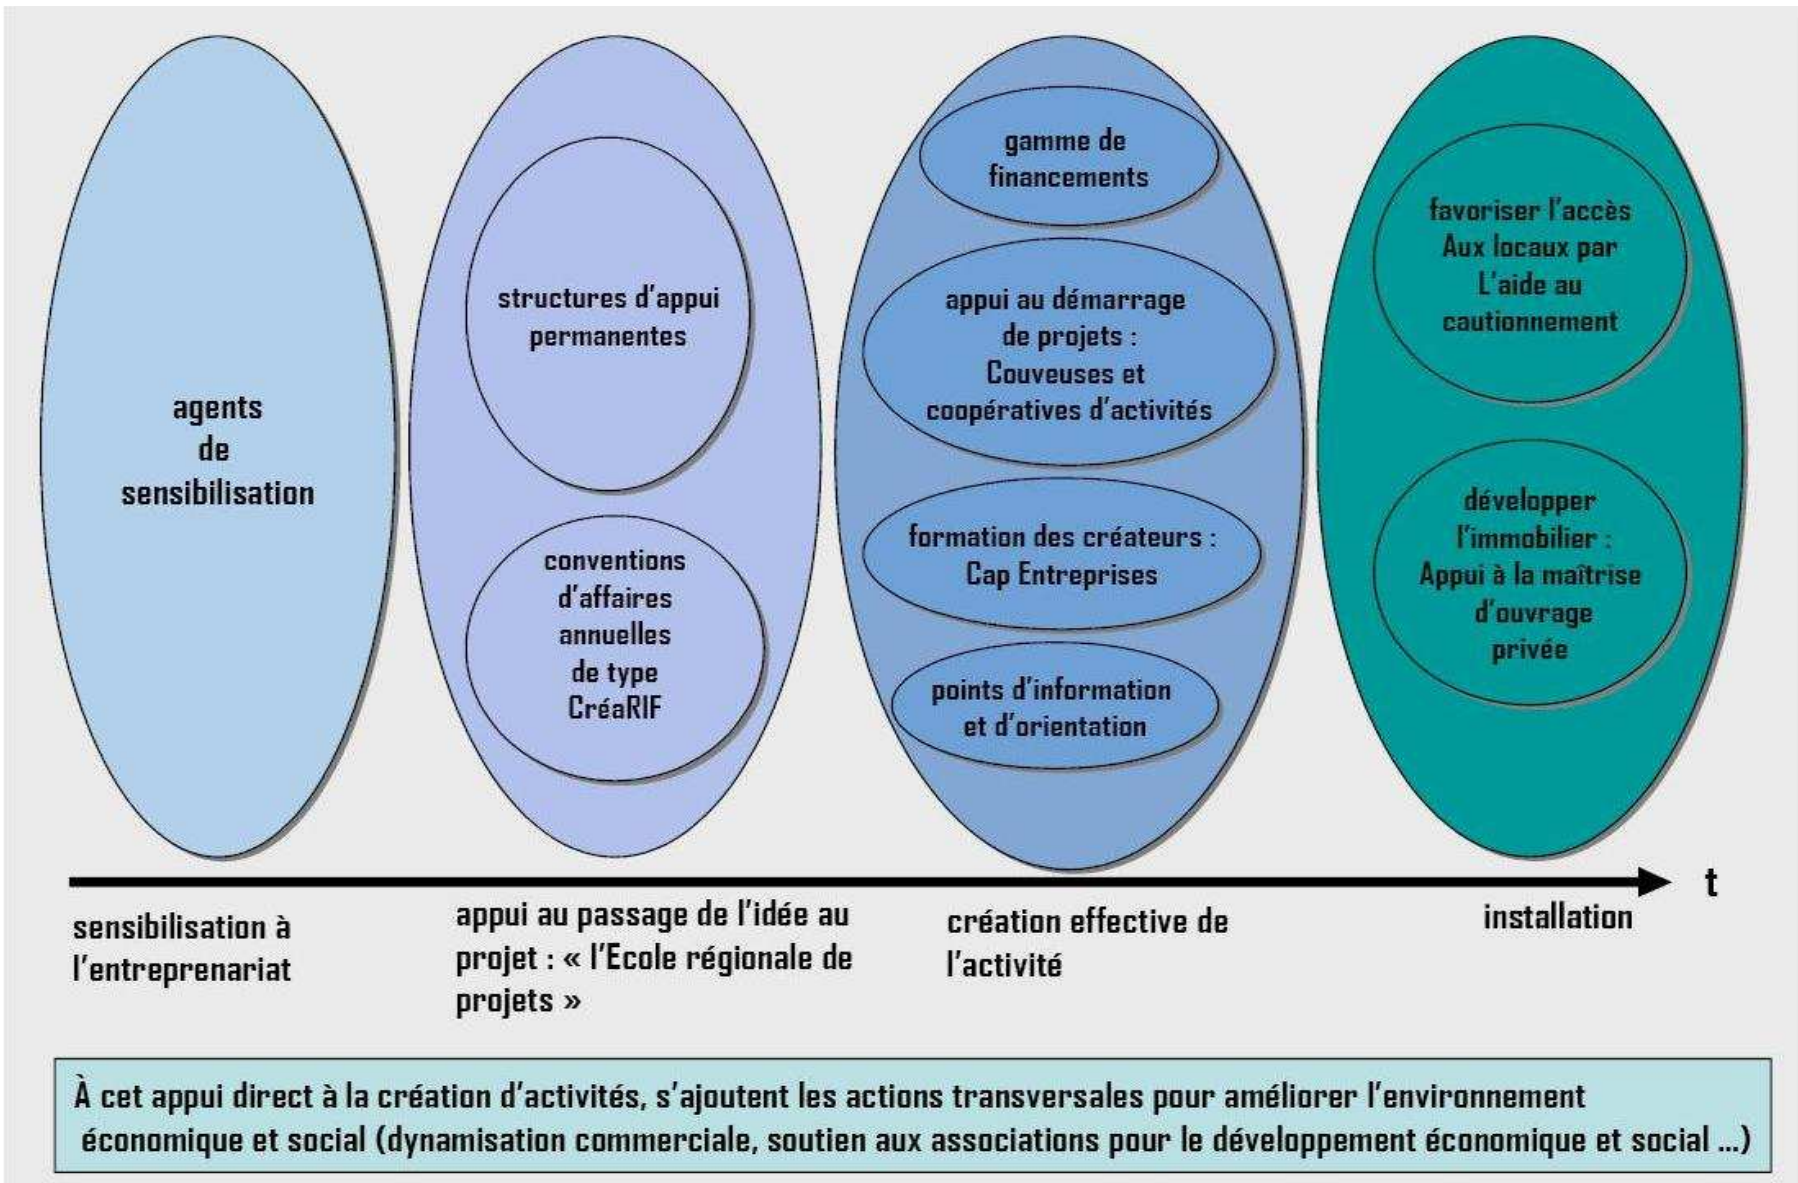 agents
de
sensibilisation
structures d'appui
permanentes
conventions
d'affaires
annuelles
de type
CréaRIF
gamme de
financements
appui au démarrage
de projets :
Couveuses et
coopératives d'activités
formation des créateurs :
Cap Entreprises
points d'information
et d'orientation
favoriser l'accès
Aux locaux par
L'aide au
cautionnement
développer
l'immobilier :
Appui à la maîtrise
d'ouvrage
privée
t
sensibilisation à
l'entreprenariat
appui au passage de l'idée au
projet : « l'Ecole régionale de
projets »
création effective de
l'activité
installation
À cet appui direct à la création d'activités, s'ajoutent les actions transversales pour améliorer l'environnement
économique et social (dynamisation commerciale, soutien aux associations pour le développement économique et social ...)